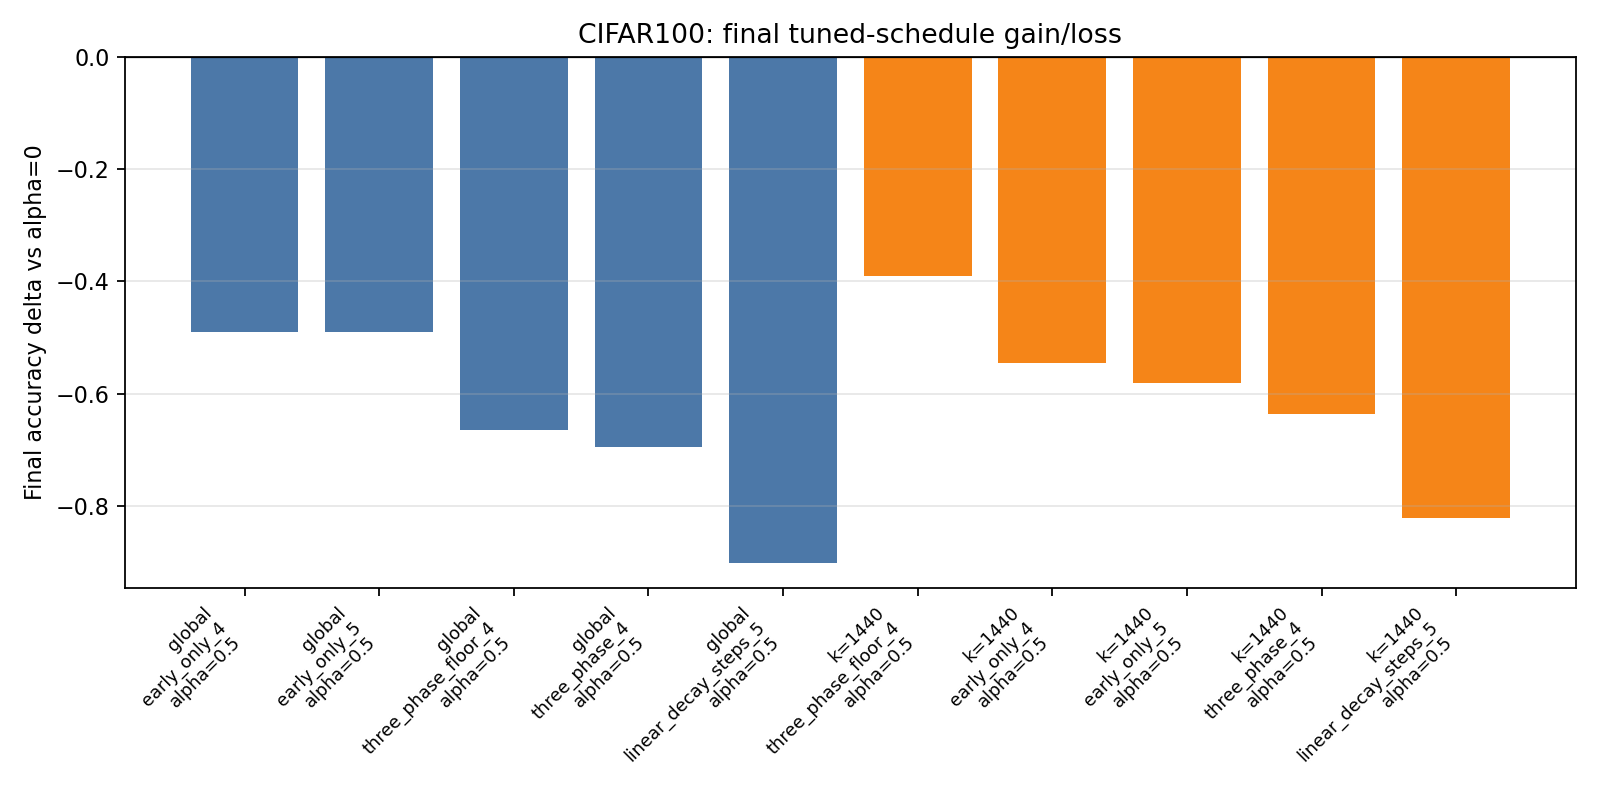 CIFAR100: final tuned-schedule gain/loss
Final accuracy delta vs alpha=0
0.0
−0.2
−0.4
−0.6
−0.8
global
early_only_4
alpha=0.5
global
early_only_5
alpha=0.5
global
three_phase_floor_4
alpha=0.5
global
three_phase_4
alpha=0.5
global
linear_decay_steps_5
alpha=0.5
k=1440
three_phase_floor_4
alpha=0.5
k=1440
early_only_4
alpha=0.5
k=1440
early_only_5
alpha=0.5
k=1440
three_phase_4
alpha=0.5
k=1440
linear_decay_steps_5
alpha=0.5